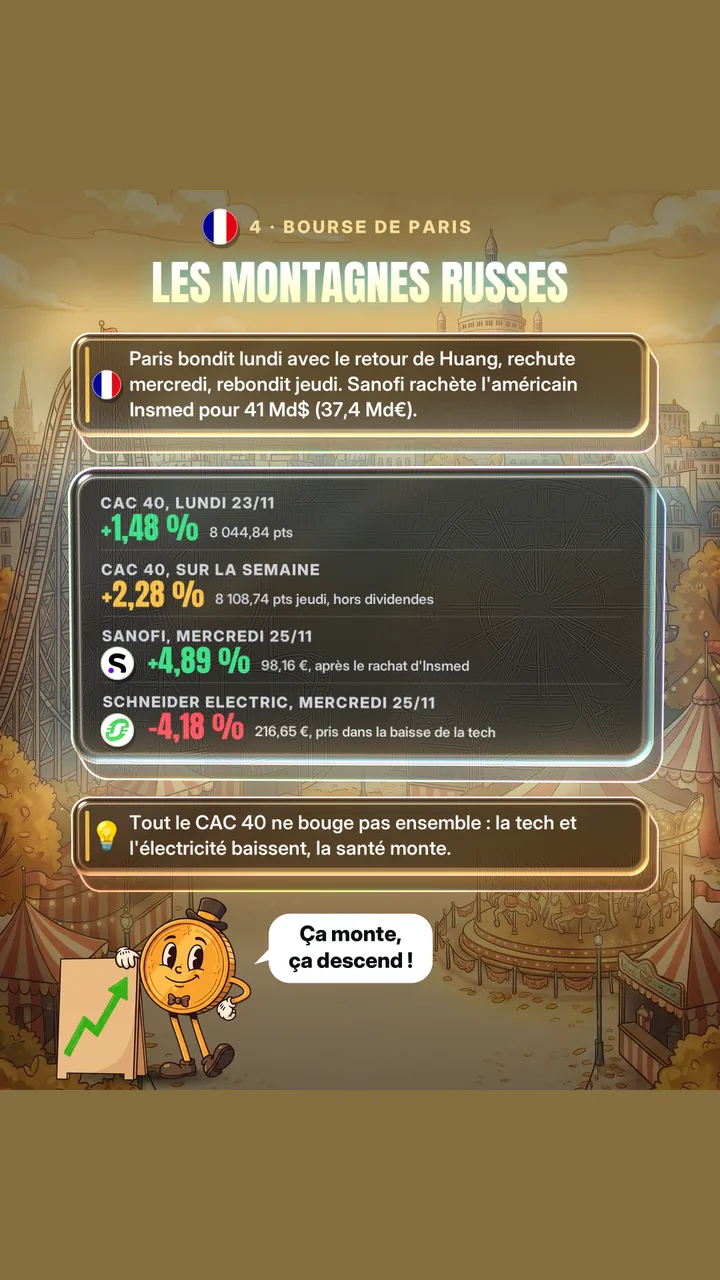 4 · BOURSE DE PARIS
LES MONTAGNES RUSSES
Paris bondit lundi avec le retour de Huang, rechute
mercredi, rebondit jeudi. Sanofi rachète l'américain
Insmed pour 41 Md$ (37,4 Md€).
CAC 40, LUNDI 23/11
+1,48 % 8 044,84 pts
CAC 40, SUR LA SEMAINE
+2,28 % 8 108,74 pts jeudi, hors dividendes
SANOFI, MERCREDI 25/11
+4,89 % 98,16 €, après le rachat d'Insmed
SCHNEIDER ELECTRIC, MERCREDI 25/11
-4,18 % 216,65 €, pris dans la baisse de la tech
Tout le CAC 40 ne bouge pas ensemble : la tech et
l'électricité baissent, la santé monte.
Ça monte,
ça descend !